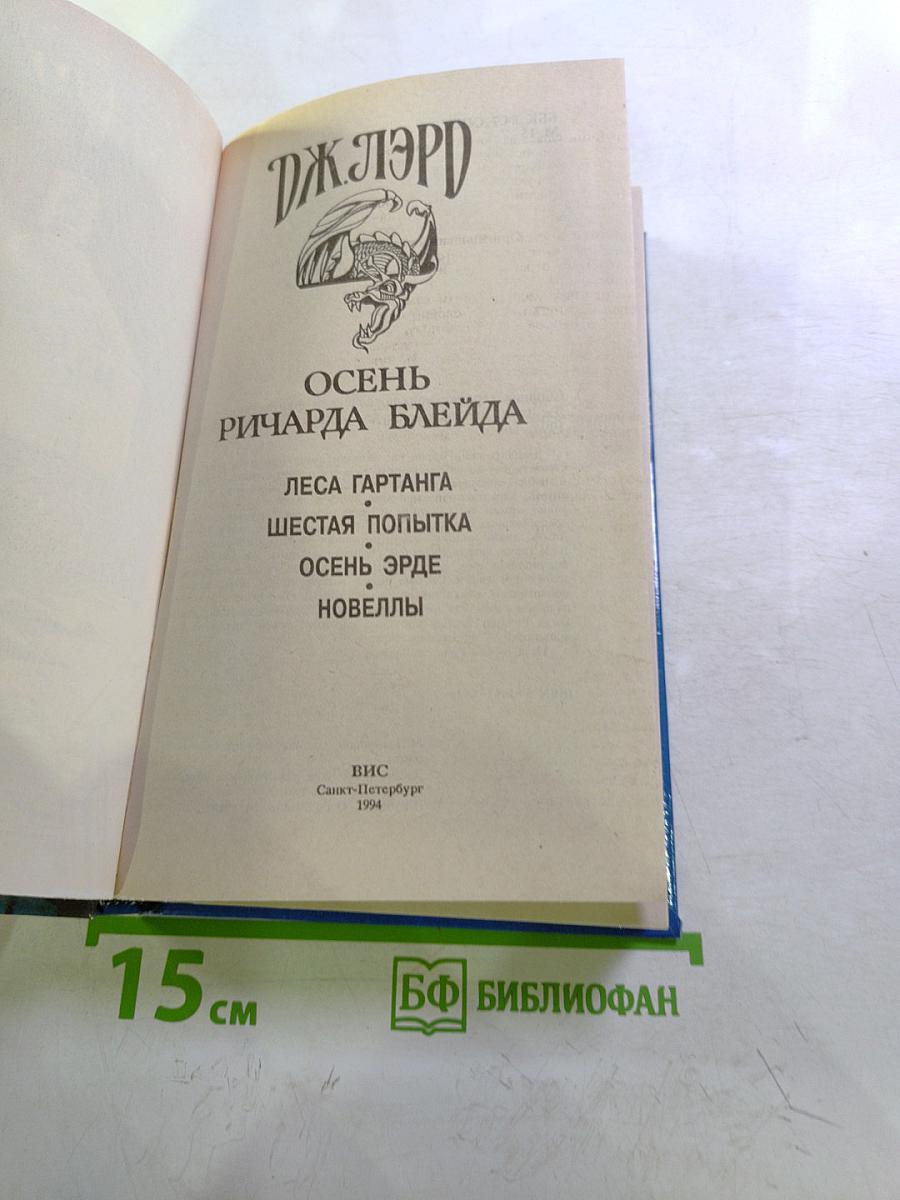 ДЖ. ЛЭРД
ОСЕНЬ
РИЧАРДА БЛЕЙДА
ЛЕСА ГАРТАНГА
•
ШЕСТАЯ ПОПЫТКА
•
ОСЕНЬ ЭРДЕ
•
НОВЕЛЛЫ
ВИС
Санкт-Петербург
1994
15 см
БФ БИБЛИОФАН